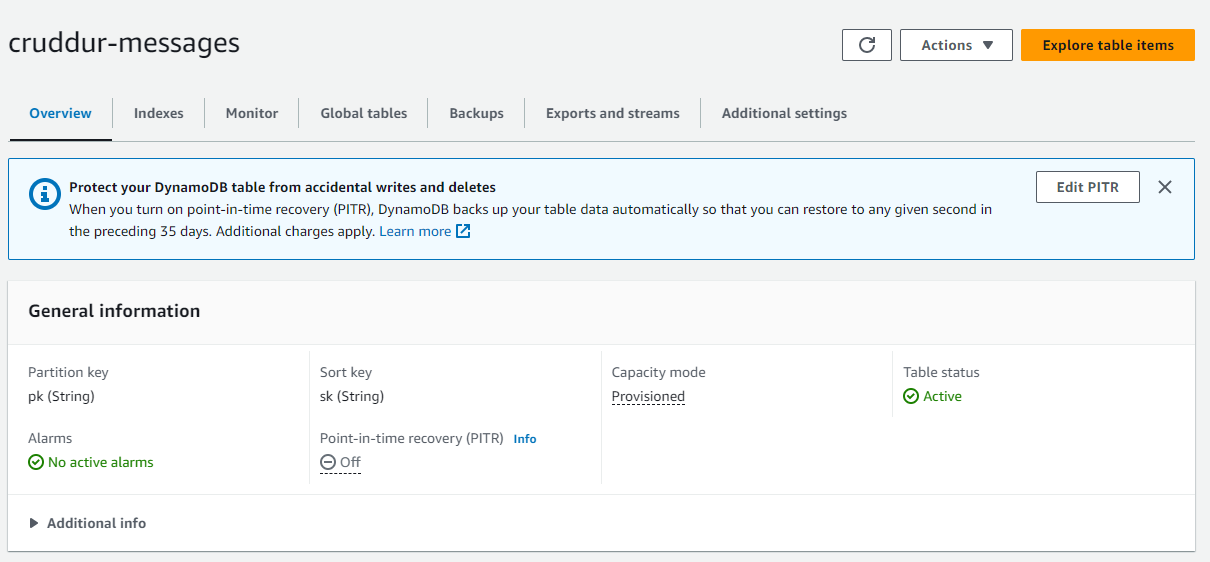 cruddur-messages
Actions
Explore table items
Overview
Indexes
Monitor
Global tables
Backups
Exports and streams
Additional settings
Protect your DynamoDB table from accidental writes and deletes
Edit PITR
When you turn on point-in-time recovery (PITR), DynamoDB backs up your table data automatically so that you can restore to any given second in
the preceding 35 days. Additional charges apply. Learn more
General information
Partition key
pk (String)
Sort key
sk (String)
Capacity mode
Provisioned
Table status
Active
Alarms
No active alarms
Point-in-time recovery (PITR) Info
Off
Additional info